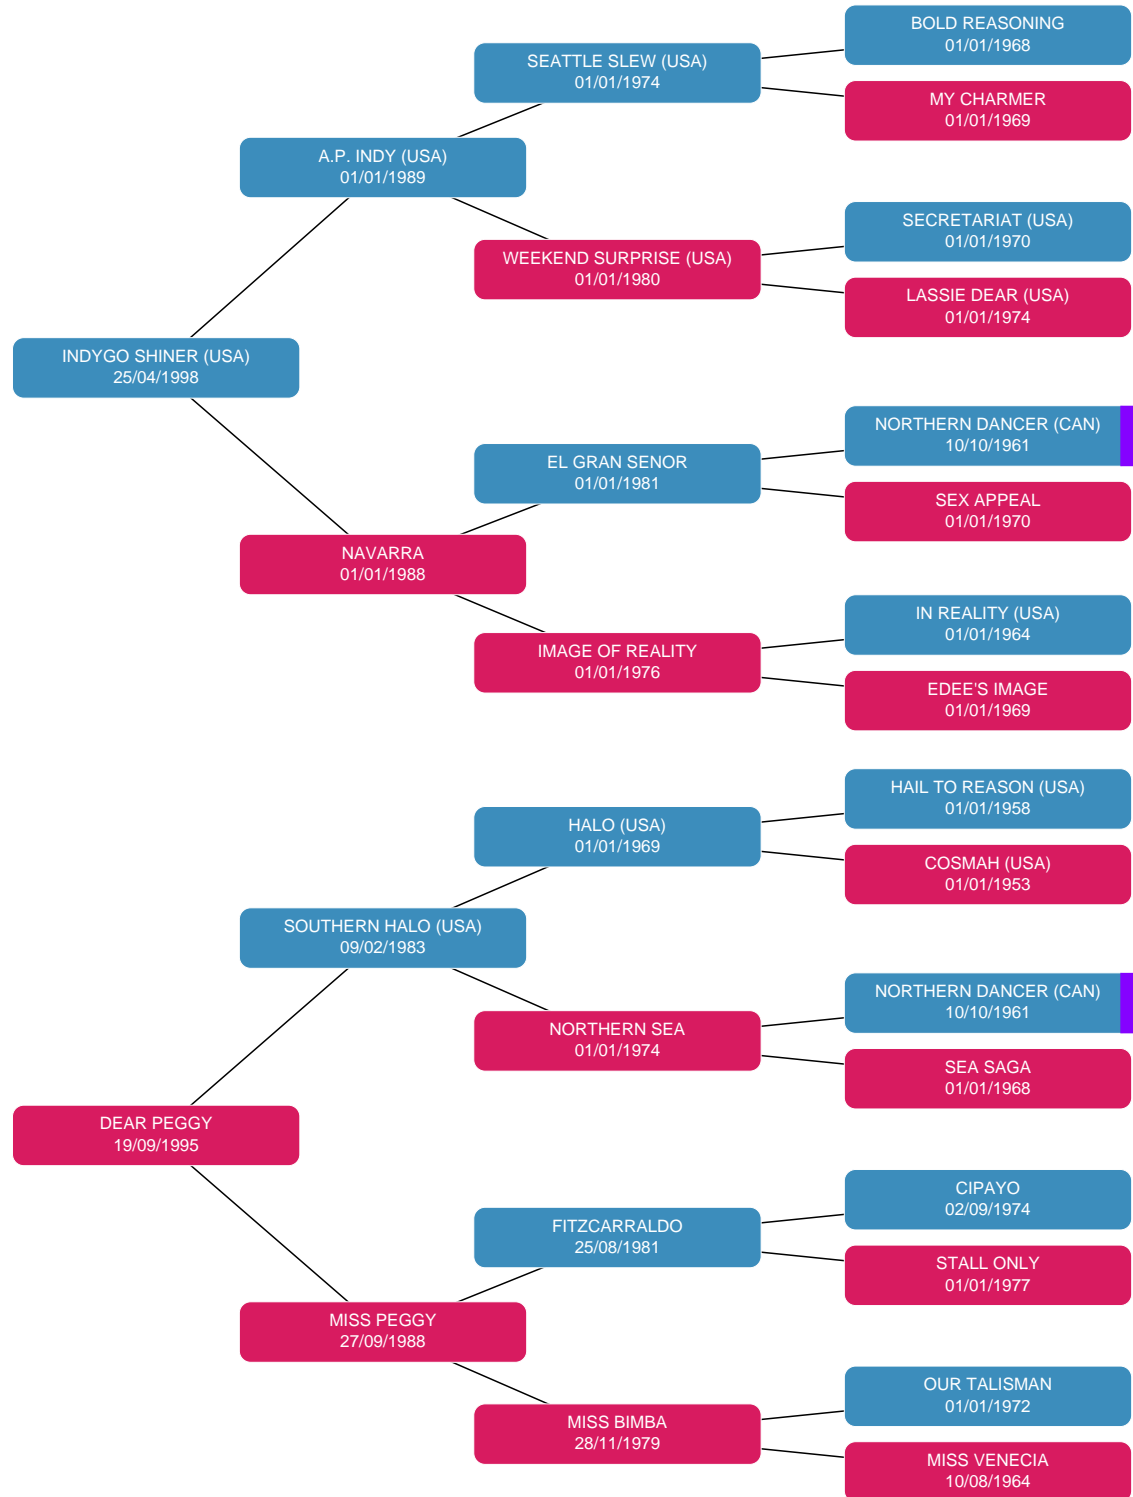 BOLD REASONING
01/01/1968
SEATTLE SLEW (USA)
01/01/1974
MY CHARMER
01/01/1969
A.P. INDY (USA)
01/01/1989
SECRETARIAT (USA)
01/01/1970
WEEKEND SURPRISE (USA)
01/01/1980
LASSIE DEAR (USA)
01/01/1974
INDYGO SHINER (USA)
25/04/1998
NORTHERN DANCER (CAN)
10/10/1961
EL GRAN SENOR
01/01/1981
SEX APPEAL
01/01/1970
NAVARRA
01/01/1988
IN REALITY (USA)
01/01/1964
IMAGE OF REALITY
01/01/1976
EDEE'S IMAGE
01/01/1969
HAIL TO REASON (USA)
01/01/1958
HALO (USA)
01/01/1969
COSMAH (USA)
01/01/1953
SOUTHERN HALO (USA)
09/02/1983
NORTHERN DANCER (CAN)
10/10/1961
NORTHERN SEA
01/01/1974
SEA SAGA
01/01/1968
DEAR PEGGY
19/09/1995
CIPAYO
02/09/1974
FITZCARRALDO
25/08/1981
STALL ONLY
01/01/1977
MISS PEGGY
27/09/1988
OUR TALISMAN
01/01/1972
MISS BIMBA
28/11/1979
MISS VENECIA
10/08/1964